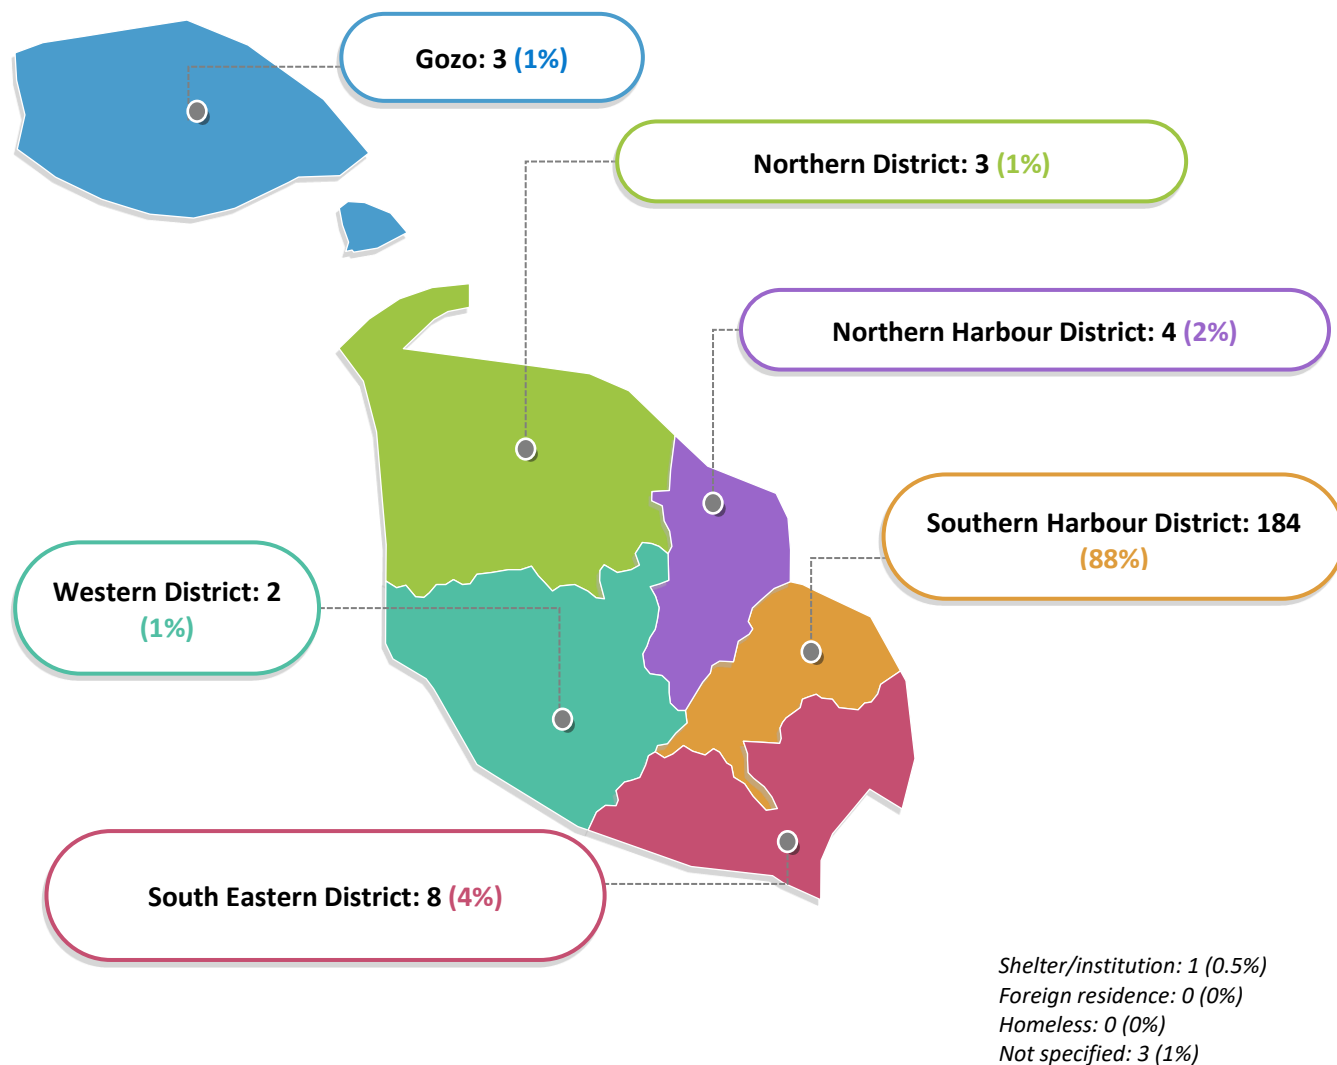 Gozo: 3 (1%)
Northern District: 3 (1%)
Northern Harbour District: 4 (2%)
Southern Harbour District: 184
(88%)
Western District: 2
(1%)
South Eastern District: 8 (4%)
Shelter/institution: 1 (0.5%)
Foreign residence: 0 (0%)
Homeless: 0 (0%)
Not specified: 3 (1%)